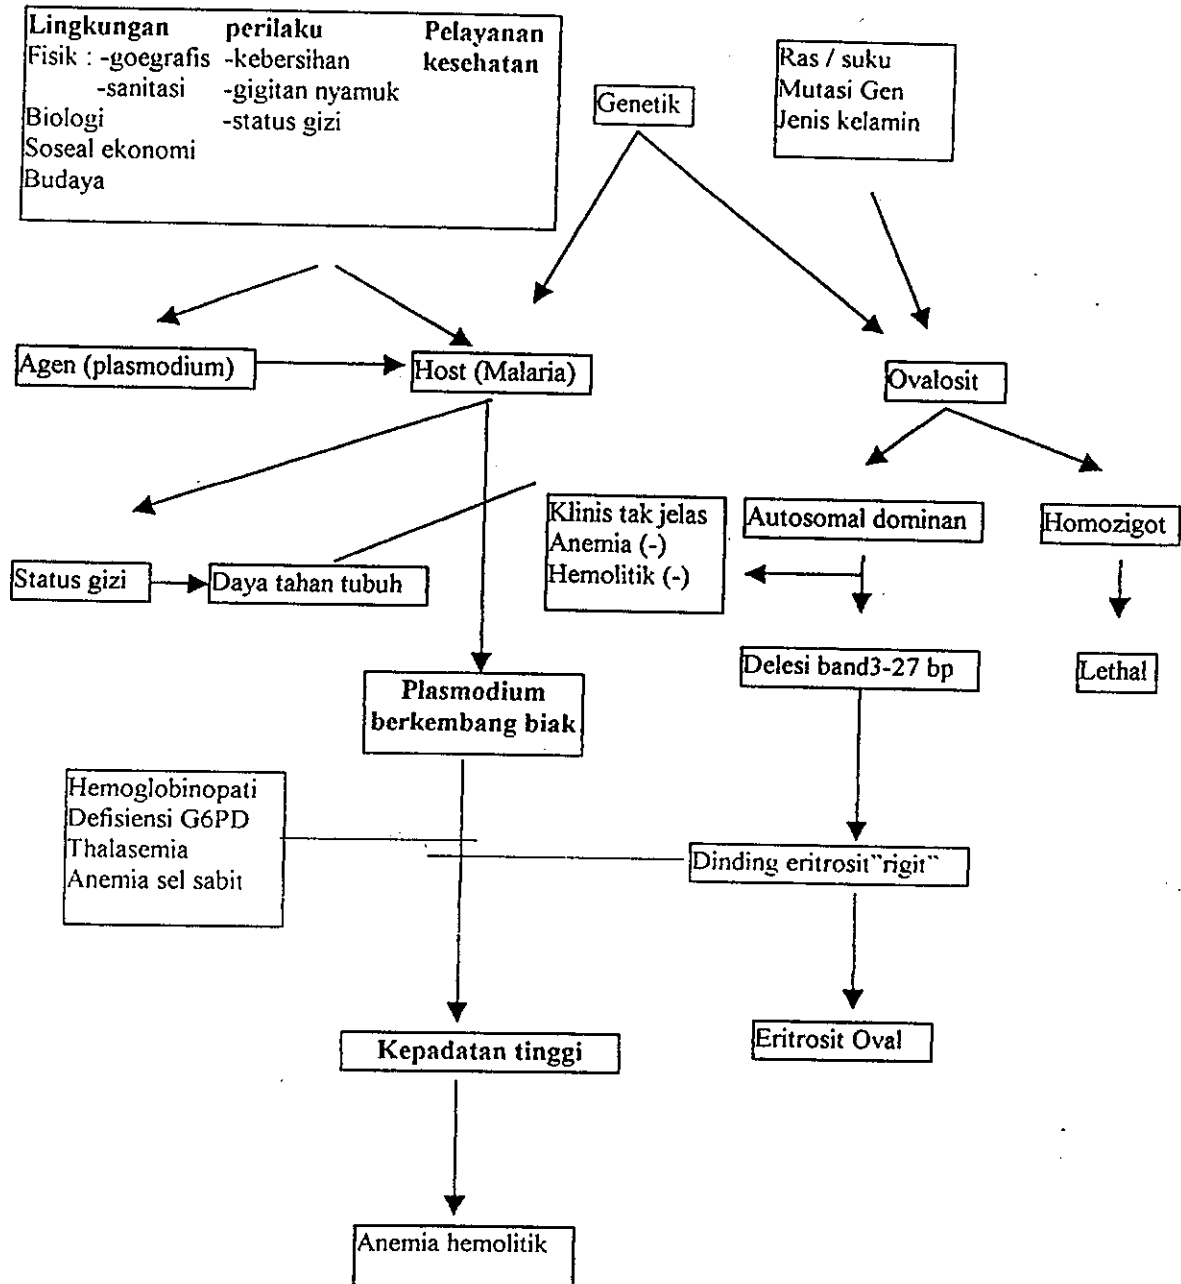 Lingkungan perilaku Pelayanan
Fisik : -goegrafis -kebersihan kesehatan
-sanitasi -gigitan nyamuk
Biologi -status gizi
Soseal ekonomi
Budaya
Genetik
Ras / suku
Mutasi Gen
Jenis kelamin
Agen (plasmodium)
Host (Malaria)
Ovalosit
Klinis tak jelas
Anemia (-)
Hemolitik (-)
Autosomal dominan
Homozigot
Status gizi
Daya tahan tubuh
Delesi band3-27 bp
Lethal
Plasmodium
berkembang biak
Hemoglobinopati
Defisiensi G6PD
Thalasemia
Anemia sel sabit
Dinding eritrosit"rigit"
Kepadatan tinggi
Eritrosit Oval
Anemia hemolitik